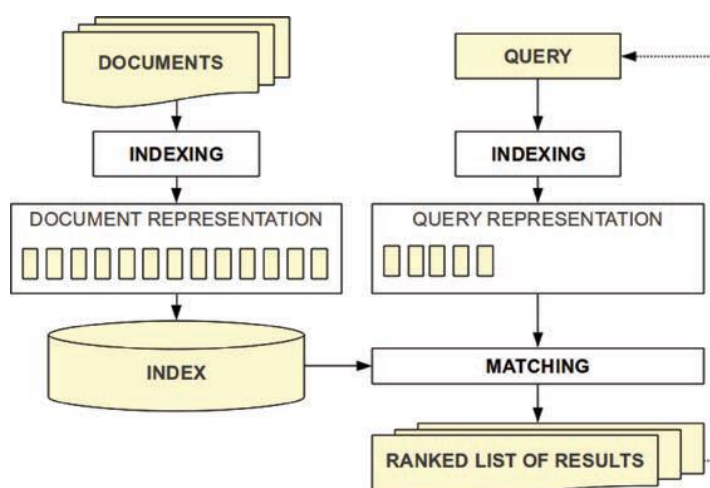 DOCUMENTS
INDEXING
DOCUMENT REPRESENTATION
INDEX
QUERY
INDEXING
QUERY REPRESENTATION
MATCHING
RANKED LIST OF RESULTS